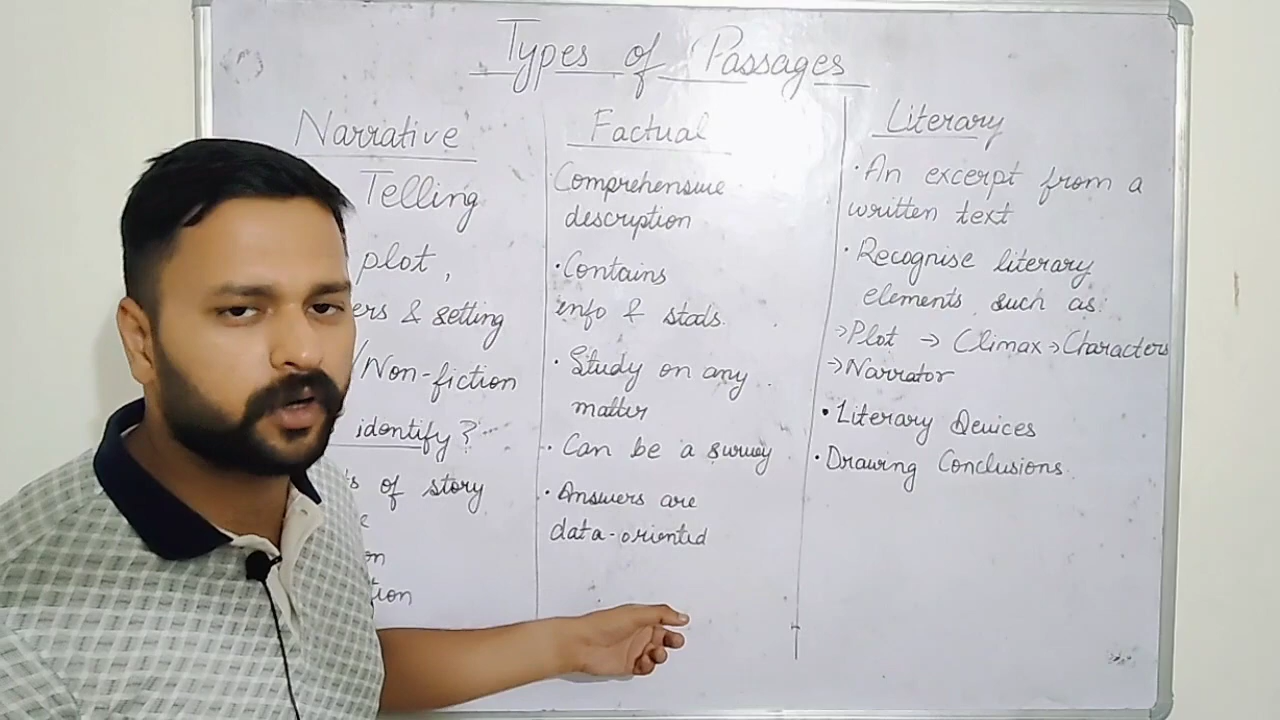 Types of Passages
Narrative
Telling
plot,
ers & setting
/Non-fiction
identify?
s of story
on
tion
Factual
Comprehensive
description
· Contains
info & stats.
· Study on any
matter
· Can be a survey
· Answers are
data-oriented
Literary
· An excerpt from a
written text
· Recognise literary
elements such as:
→Plot → Climax →Characters
→Narrator
• Literary Devices
· Drawing Conclusions.